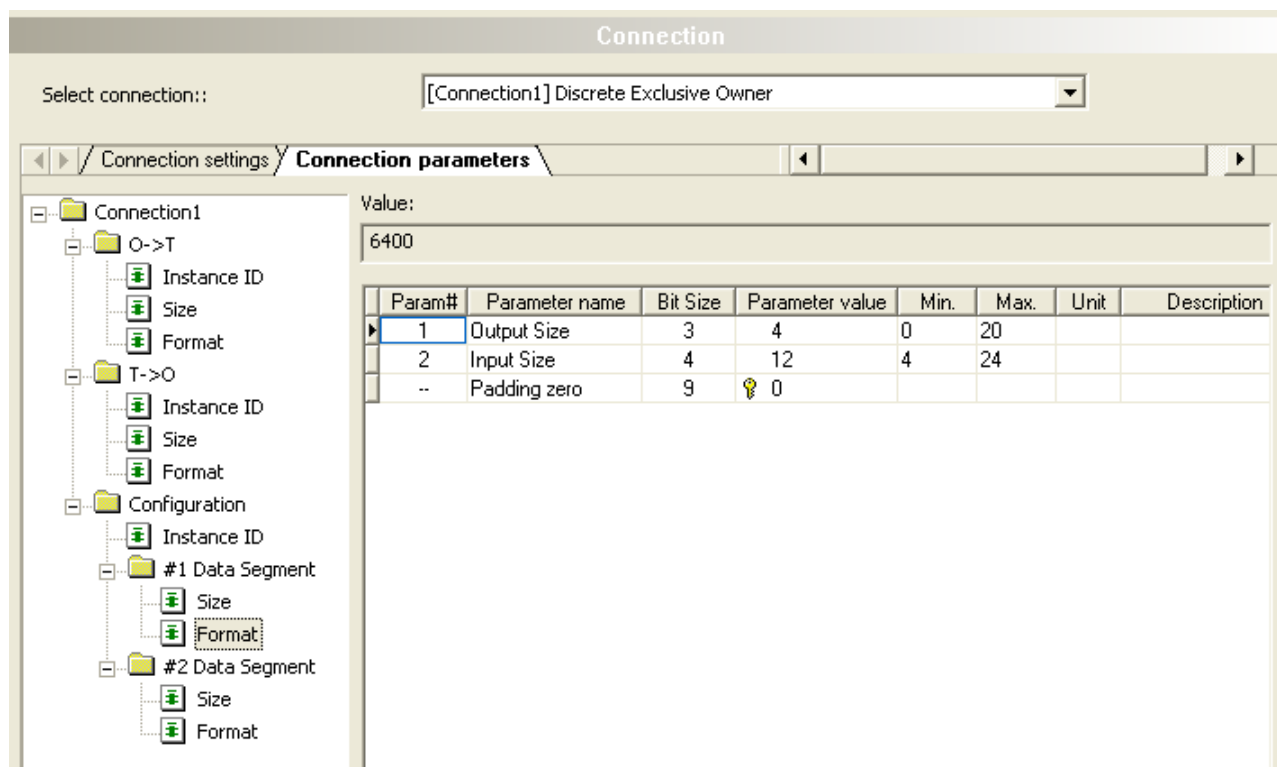 Connection
Select connection:: [Connection1] Discrete Exclusive Owner
Connection settings Connection parameters
Connection1
O->T
Instance ID
Size
Format
T->O
Instance ID
Size
Format
Configuration
Instance ID
#1 Data Segment
Size
Format
#2 Data Segment
Size
Format
Value:
6400
Param# Parameter name Bit Size Parameter value Min. Max. Unit Description
1 Output Size 3 4 0 20
2 Input Size 4 12 4 24
-- Padding zero 9 0